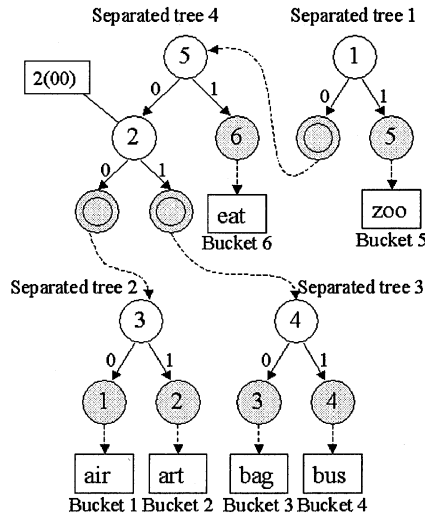 Separated tree 4 Separated tree 1
5 1
2(00) 0 1 0 1
2 6 5
0 1
eat zoo
Bucket 6 Bucket 5
Separated tree 2 Separated tree 3
3 4
0 1 0 1
1 2 3 4
air art bag bus
Bucket 1 Bucket 2 Bucket 3 Bucket 4